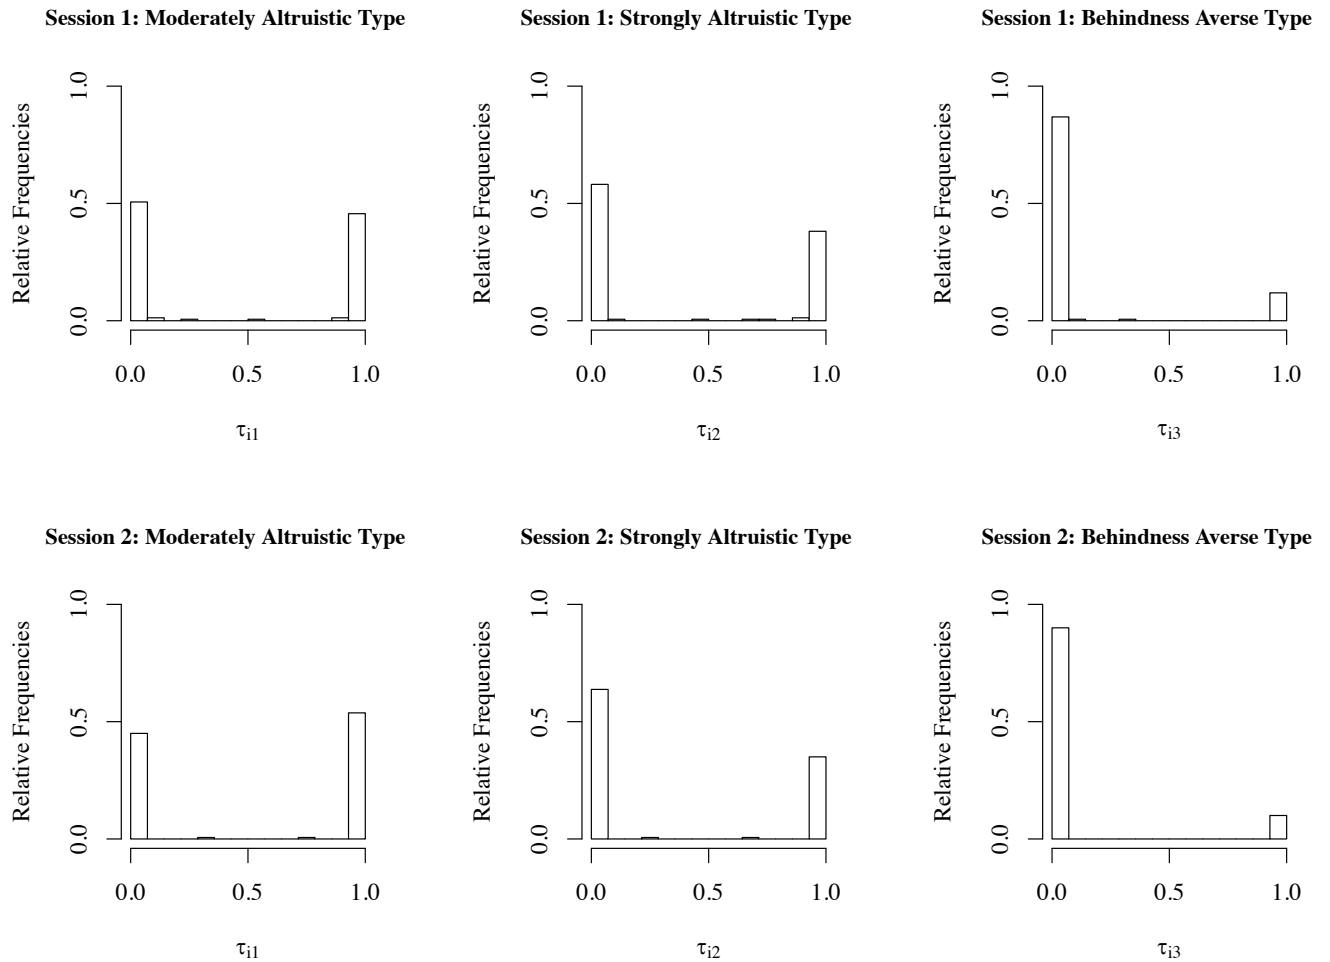 Session 1: Moderately Altruistic Type
Relative Frequencies
1.0
0.5
0.0
0.0 0.5 1.0
τi1
Session 1: Strongly Altruistic Type
Relative Frequencies
1.0
0.5
0.0
0.0 0.5 1.0
τi2
Session 1: Behindness Averse Type
Relative Frequencies
1.0
0.5
0.0
0.0 0.5 1.0
τi3
Session 2: Moderately Altruistic Type
Relative Frequencies
1.0
0.5
0.0
0.0 0.5 1.0
τi1
Session 2: Strongly Altruistic Type
Relative Frequencies
1.0
0.5
0.0
0.0 0.5 1.0
τi2
Session 2: Behindness Averse Type
Relative Frequencies
1.0
0.5
0.0
0.0 0.5 1.0
τi3